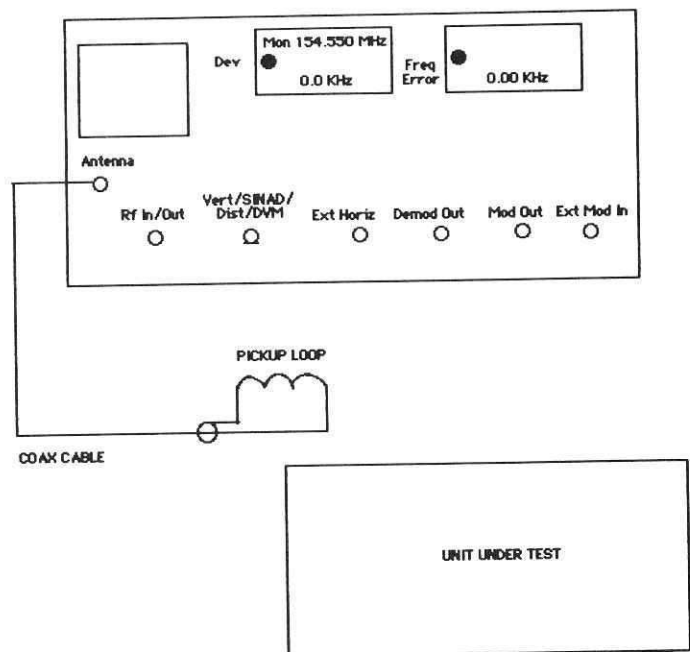 Mon 154.550 MHz
Dev
0.0 KHz
Freq
Error
0.00 KHz
Antenna
Rf In/Out
Vert/SINAD/
Dist/DVM
Ext Horiz
Demod Out
Mod Out
Ext Mod In
PICKUP LOOP
COAX CABLE
UNIT UNDER TEST